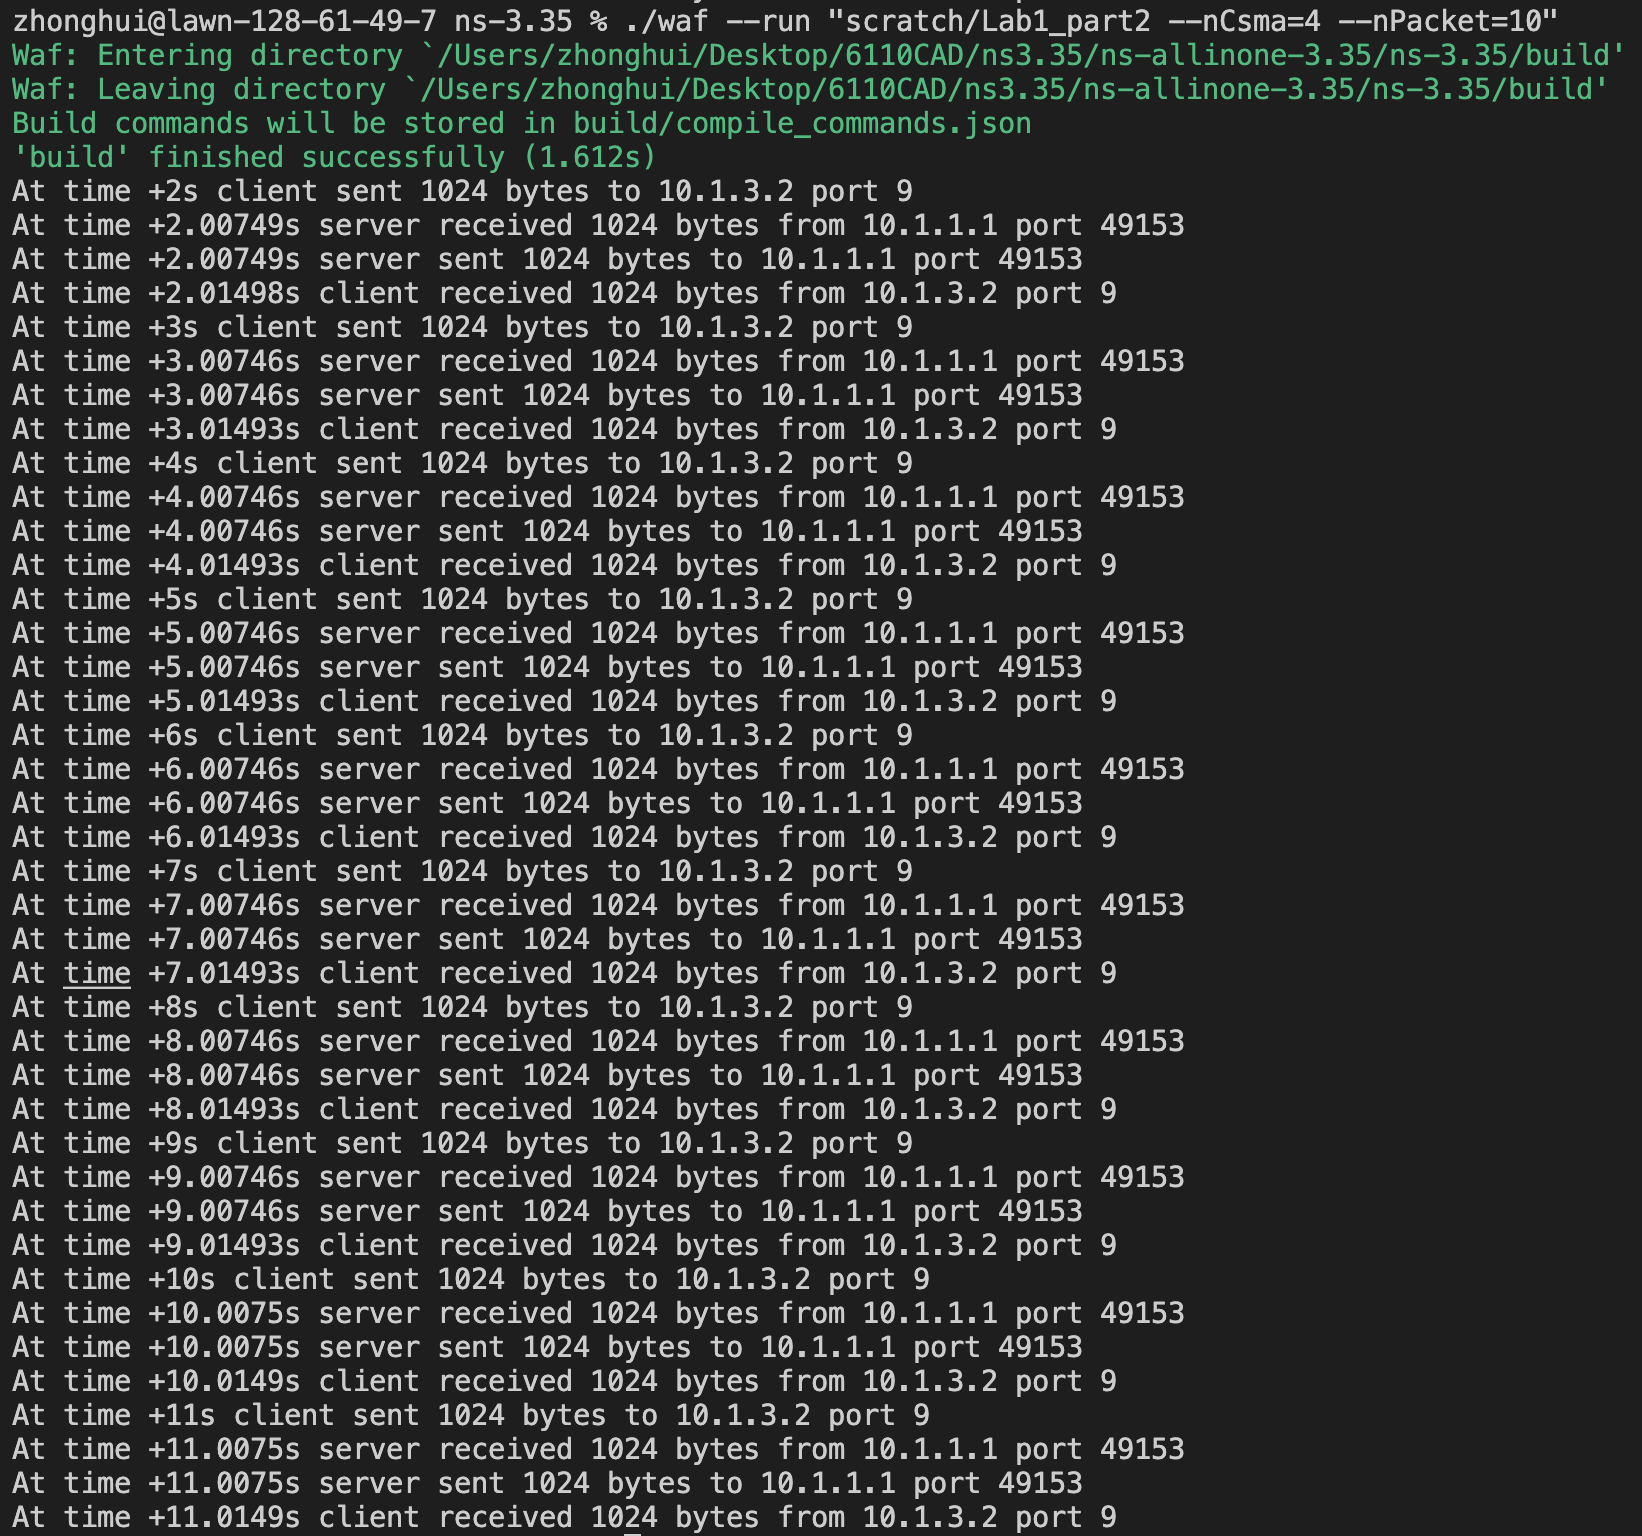 zhonghui@lawn-128-61-49-7 ns-3.35 % ./waf --run "scratch/Lab1_part2 --nCsma=4 --nPacket=10"
Waf: Entering directory `/Users/zhonghui/Desktop/6110CAD/ns3.35/ns-allinone-3.35/ns-3.35/build'
Waf: Leaving directory `/Users/zhonghui/Desktop/6110CAD/ns3.35/ns-allinone-3.35/ns-3.35/build'
Build commands will be stored in build/compile_commands.json
'build' finished successfully (1.612s)
At time +2s client sent 1024 bytes to 10.1.3.2 port 9
At time +2.00749s server received 1024 bytes from 10.1.1.1 port 49153
At time +2.00749s server sent 1024 bytes to 10.1.1.1 port 49153
At time +2.01498s client received 1024 bytes from 10.1.3.2 port 9
At time +3s client sent 1024 bytes to 10.1.3.2 port 9
At time +3.00746s server received 1024 bytes from 10.1.1.1 port 49153
At time +3.00746s server sent 1024 bytes to 10.1.1.1 port 49153
At time +3.01493s client received 1024 bytes from 10.1.3.2 port 9
At time +4s client sent 1024 bytes to 10.1.3.2 port 9
At time +4.00746s server received 1024 bytes from 10.1.1.1 port 49153
At time +4.00746s server sent 1024 bytes to 10.1.1.1 port 49153
At time +4.01493s client received 1024 bytes from 10.1.3.2 port 9
At time +5s client sent 1024 bytes to 10.1.3.2 port 9
At time +5.00746s server received 1024 bytes from 10.1.1.1 port 49153
At time +5.00746s server sent 1024 bytes to 10.1.1.1 port 49153
At time +5.01493s client received 1024 bytes from 10.1.3.2 port 9
At time +6s client sent 1024 bytes to 10.1.3.2 port 9
At time +6.00746s server received 1024 bytes from 10.1.1.1 port 49153
At time +6.00746s server sent 1024 bytes to 10.1.1.1 port 49153
At time +6.01493s client received 1024 bytes from 10.1.3.2 port 9
At time +7s client sent 1024 bytes to 10.1.3.2 port 9
At time +7.00746s server received 1024 bytes from 10.1.1.1 port 49153
At time +7.00746s server sent 1024 bytes to 10.1.1.1 port 49153
At time +7.01493s client received 1024 bytes from 10.1.3.2 port 9
At time +8s client sent 1024 bytes to 10.1.3.2 port 9
At time +8.00746s server received 1024 bytes from 10.1.1.1 port 49153
At time +8.00746s server sent 1024 bytes to 10.1.1.1 port 49153
At time +8.01493s client received 1024 bytes from 10.1.3.2 port 9
At time +9s client sent 1024 bytes to 10.1.3.2 port 9
At time +9.00746s server received 1024 bytes from 10.1.1.1 port 49153
At time +9.00746s server sent 1024 bytes to 10.1.1.1 port 49153
At time +9.01493s client received 1024 bytes from 10.1.3.2 port 9
At time +10s client sent 1024 bytes to 10.1.3.2 port 9
At time +10.0075s server received 1024 bytes from 10.1.1.1 port 49153
At time +10.0075s server sent 1024 bytes to 10.1.1.1 port 49153
At time +10.0149s client received 1024 bytes from 10.1.3.2 port 9
At time +11s client sent 1024 bytes to 10.1.3.2 port 9
At time +11.0075s server received 1024 bytes from 10.1.1.1 port 49153
At time +11.0075s server sent 1024 bytes to 10.1.1.1 port 49153
At time +11.0149s client received 1024 bytes from 10.1.3.2 port 9